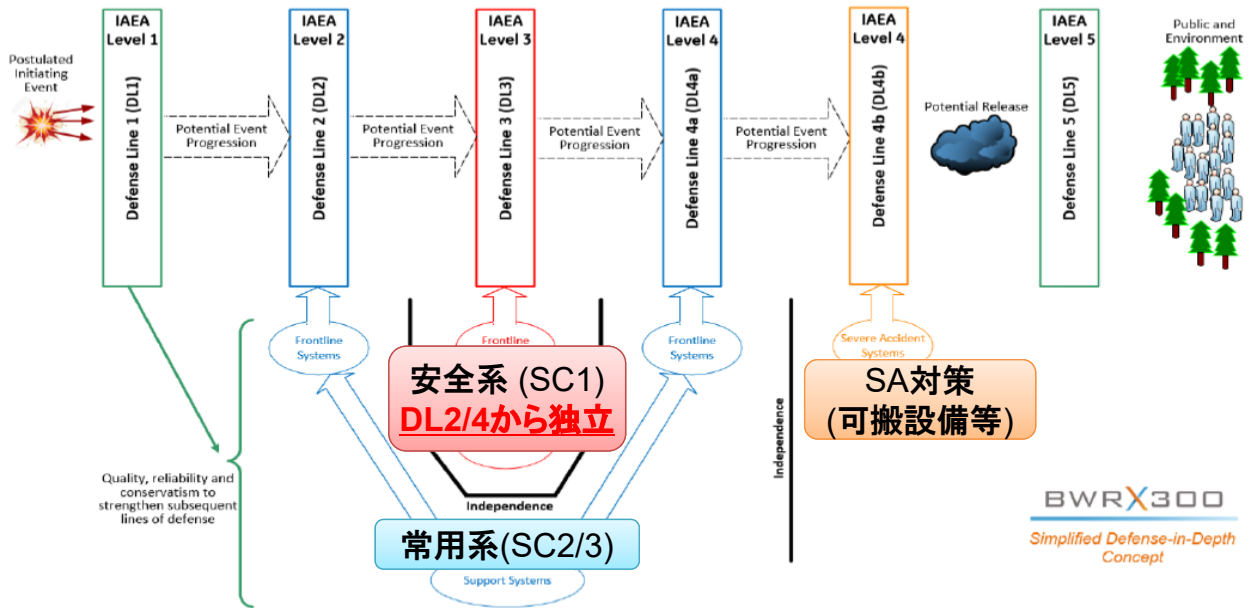 IAEA
Level 1
IAEA
Level 2
IAEA
Level 3
IAEA
Level 4
IAEA
Level 4
IAEA
Level 5
Public and
Environment
Postulated
Initiating
Event
Defense Line 1 (DL1)
Potential Event
Progression
Defense Line 2 (DL2)
Potential Event
Progression
Defense Line 3 (DL3)
Potential Event
Progression
Defense Line 4a (DL4a)
Potential Event
Progression
Defense Line 4b (DL4b)
Potential Release
Defense Line 5 (DL5)
Frontline
Systems
Frontline
Frontline
Systems
Severe Accident
Systems
安全系 (SC1)
DL2/4から独立
SA対策
(可搬設備等)
Independence
Quality, reliability and
conservatism to
strengthen subsequent
lines of defense
Independence
常用系(SC2/3)
Support Systems
BWRX300
Simplified Defense-in-Depth
Concept